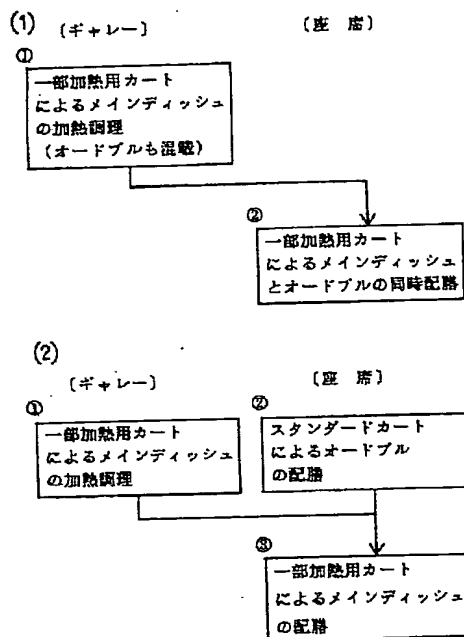 (1) 〔ギャレー〕 〔座 席〕
①
一部加熱用カート
によるメインディッシュ
の加熱調理
(オードブルも混載)
②
一部加熱用カート
によるメインディッシュ
とオードブルの同時配膳
(2)
〔ギャレー〕 〔座 席〕
① ②
一部加熱用カート スタンダードカート
によるメインディッシュ によるオードブル
の加熱調理 の配膳
③
一部加熱用カート
によるメインディッシュ
の配膳